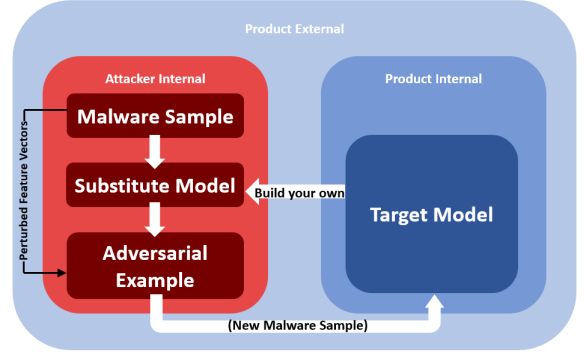 Product External
Attacker Internal
Product Internal
Malware Sample
Perturbed Feature Vectors
Substitute Model
Build your own
Target Model
Adversarial
Example
(New Malware Sample)